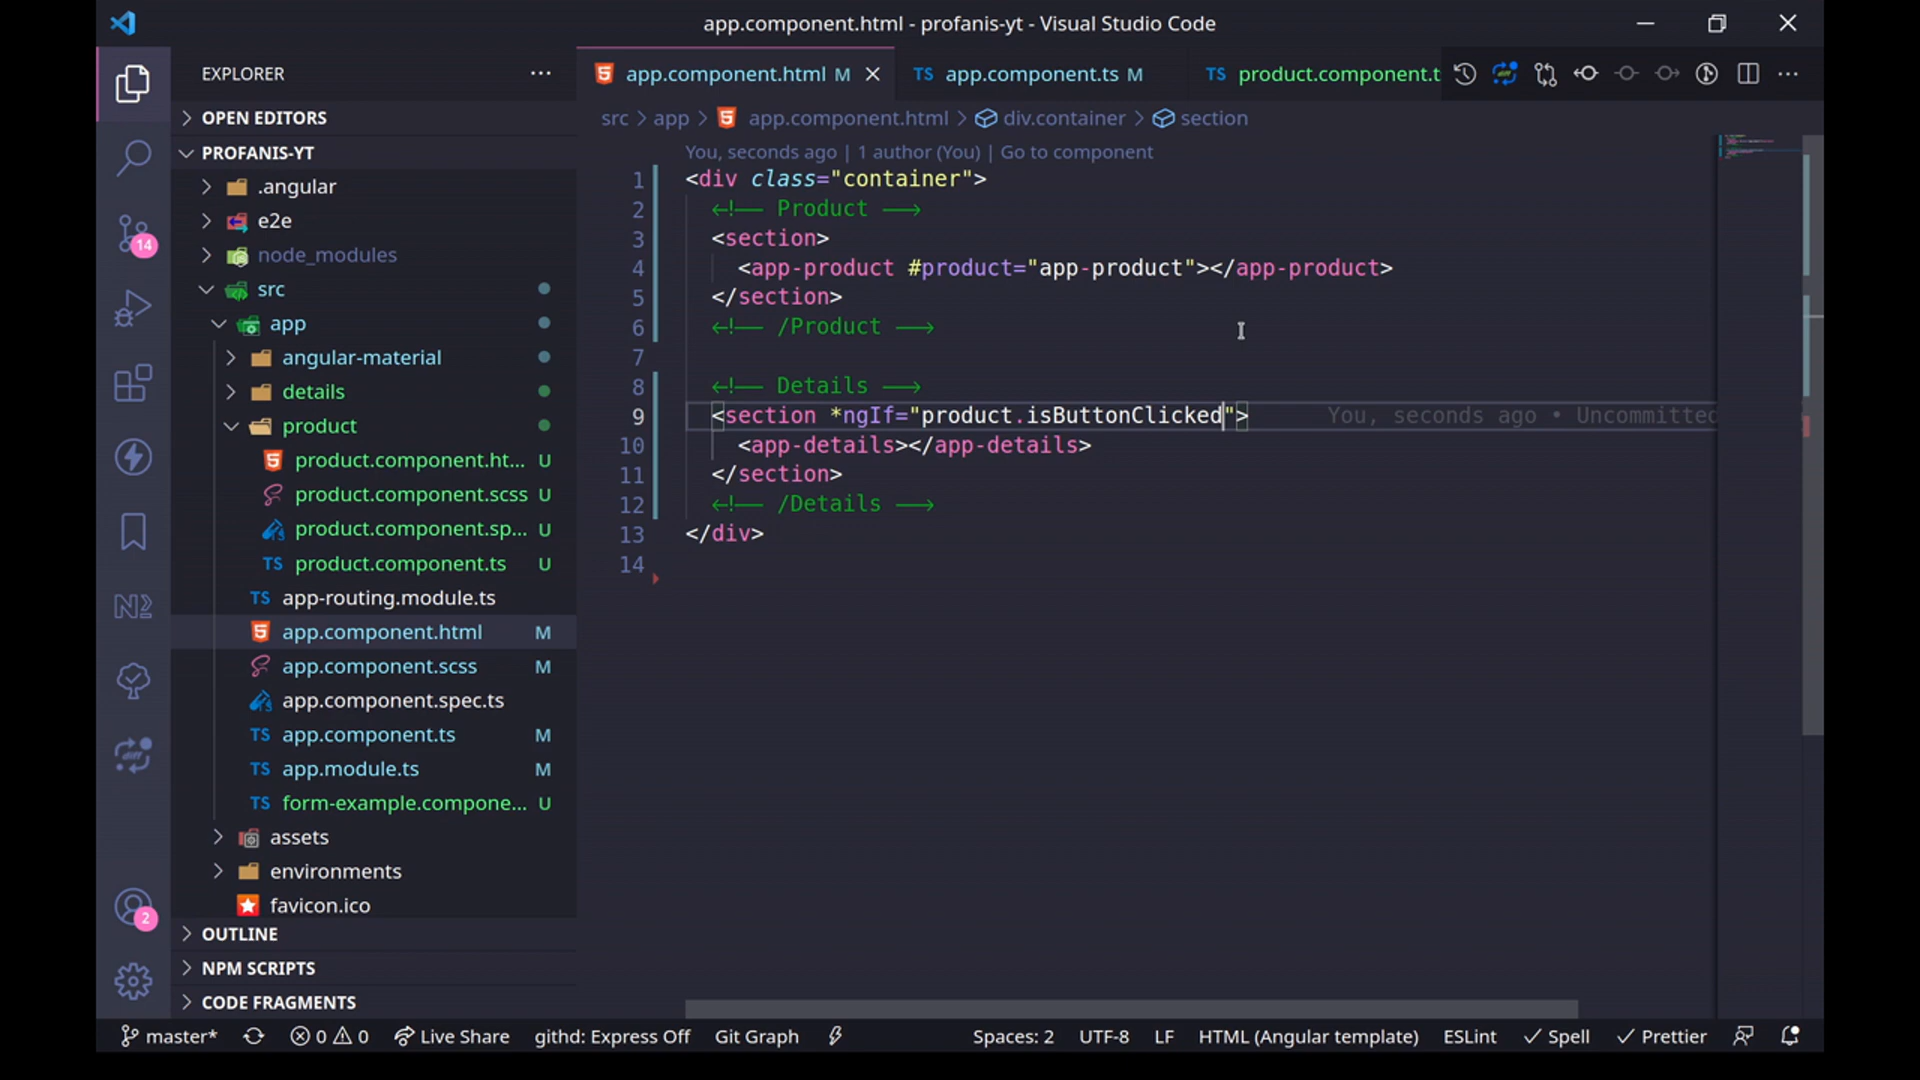 app.component.html - profanis-yt - Visual Studio Code
EXPLORER
app.component.html M
TS app.component.ts M
TS product.component.t
OPEN EDITORS
src > app > app.component.html > div.container > section
PROFANIS-YT
You, seconds ago | 1 author (You) | Go to component
.angular
e2e
node_modules
src
app
angular-material
details
product
product.component.ht... U
product.component.scss U
product.component.sp... U
TS product.component.ts U
TS app-routing.module.ts
app.component.html M
app.component.scss M
app.component.spec.ts
TS app.component.ts M
TS app.module.ts M
TS form-example.compone... U
assets
environments
favicon.ico
OUTLINE
NPM SCRIPTS
CODE FRAGMENTS
14
2
1 <div class="container">
2 <!-- Product -->
3 <section>
4 <app-product #product="app-product"></app-product>
5 </section>
6 <!-- /Product -->
7
8 <!-- Details -->
9 <section *ngIf="product.isButtonClicked"> You, seconds ago • Uncommitted
10 <app-details></app-details>
11 </section>
12 <!-- /Details -->
13 </div>
14
master* 0 0 Live Share githd: Express Off Git Graph Spaces: 2 UTF-8 LF HTML (Angular template) ESLint Spell Prettier